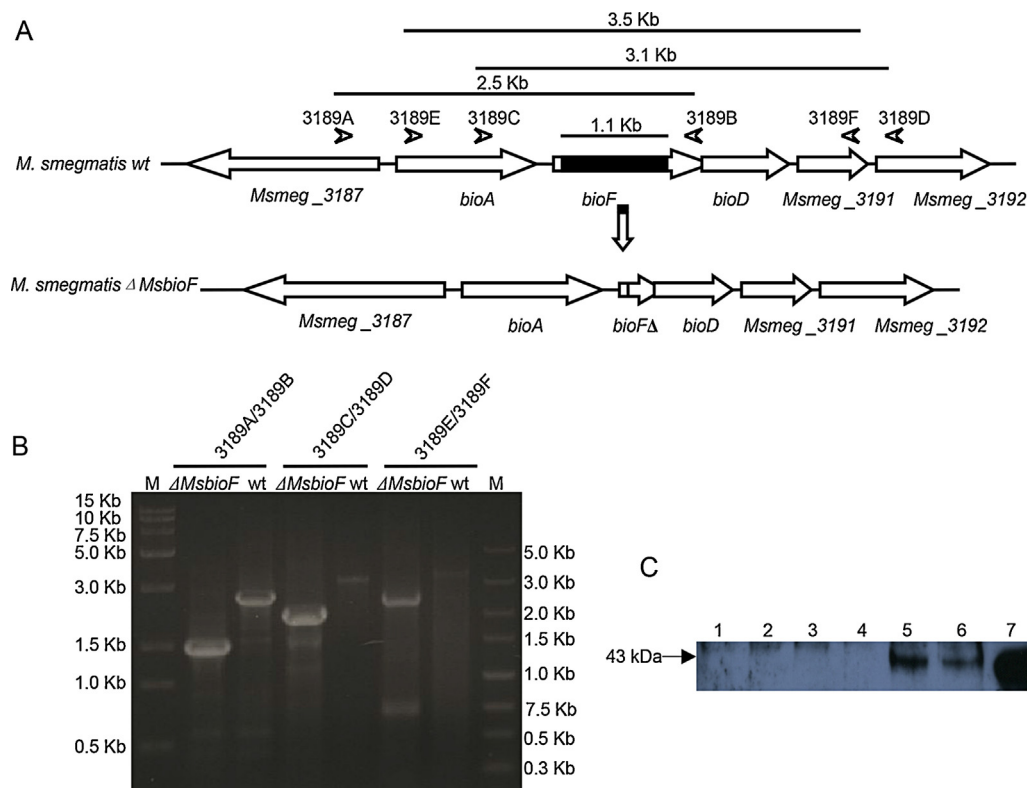 A
3.5 Kb
3.1 Kb
2.5 Kb
3189A 3189E 3189C 1.1 Kb 3189B 3189F 3189D
M. smegmatis wt
Msmeg_3187 bioA bioF bioD Msmeg_3191 Msmeg_3192
M. smegmatis Δ MsbioF
Msmeg_3187 bioA bioFΔ bioD Msmeg_3191 Msmeg_3192
B
3189A/3189B 3189C/3189D 3189E/3189F
M ΔMsbioF wt ΔMsbioF wt ΔMsbioF wt M
15 Kb
10 Kb
7.5 Kb
5.0 Kb
3.0 Kb
1.5 Kb
1.0 Kb
0.5 Kb
5.0 Kb
3.0 Kb
2.0 Kb
1.5 Kb
1.0 Kb
7.5 Kb
0.5 Kb
0.3 Kb
C
1 2 3 4 5 6 7
43 kDa